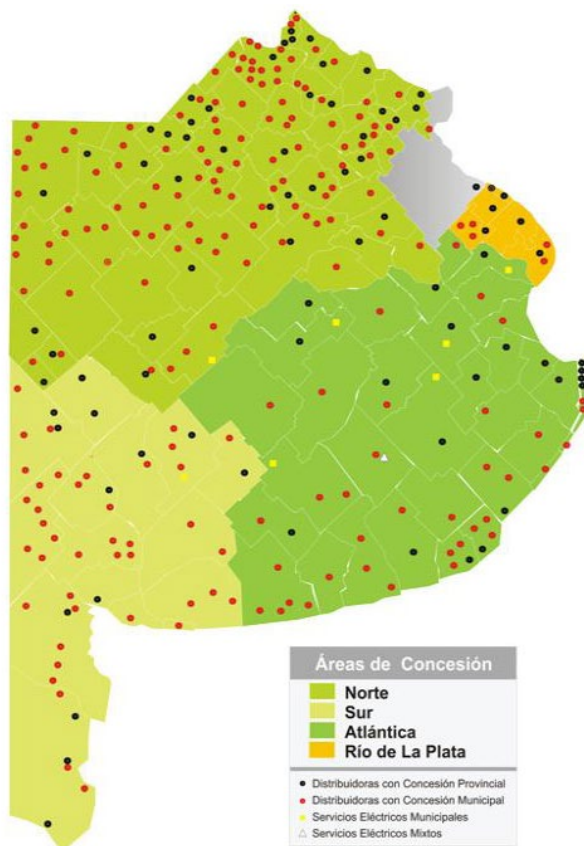 Áreas de Concesión
Norte
Sur
Atlántica
Río de La Plata
Distribuidoras con Concesión Provincial
Distribuidoras con Concesión Municipal
Servicios Eléctricos Municipales
Servicios Eléctricos Mixtos